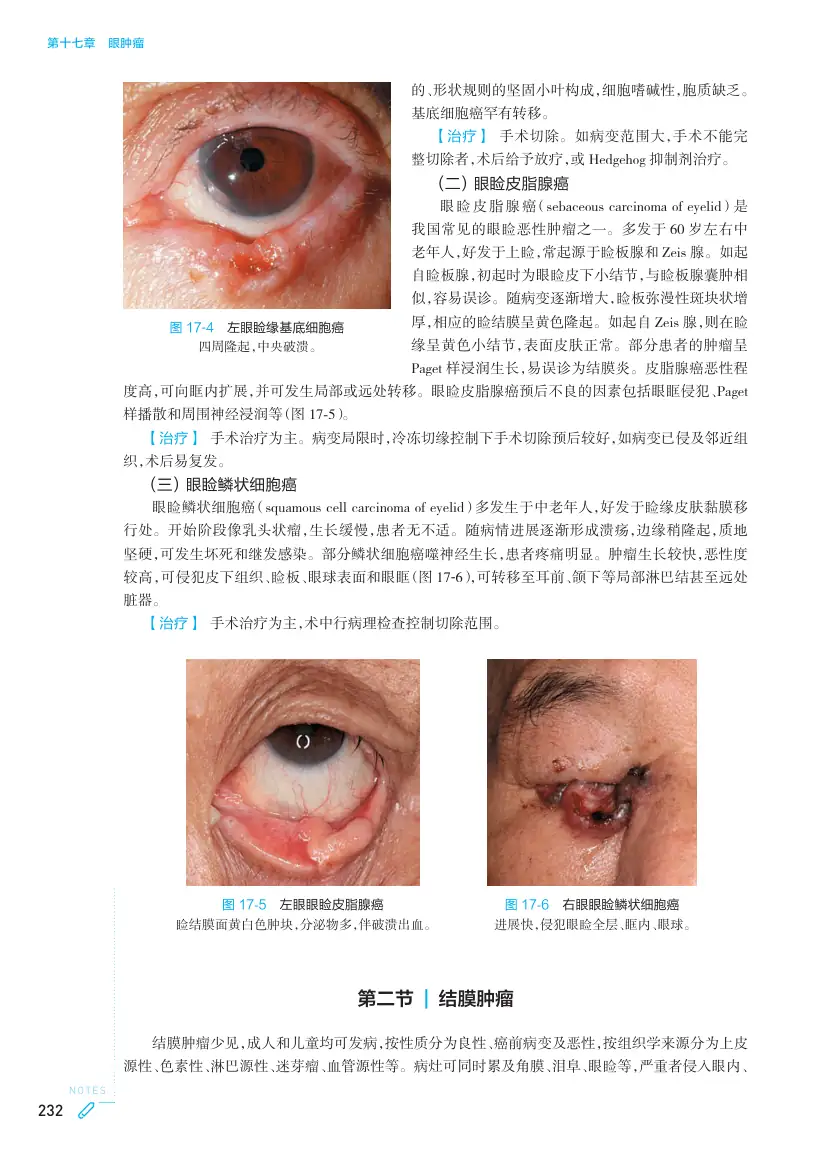 第十七章 眼肿瘤
的、形状规则的坚固小叶构成,细胞嗜碱性,胞质缺乏。
基底细胞癌罕有转移。
【治疗】 手术切除。如病变范围大,手术不能完
整切除者,术后给予放疗,或 Hedgehog 抑制剂治疗。
(二)眼睑皮脂腺癌
眼睑皮脂腺癌(sebaceous carcinoma of eyelid)是
我国常见的眼睑恶性肿瘤之一。多发于 60 岁左右中
老年人,好发于上睑,常起源于睑板腺和 Zeis 腺。如起
自睑板腺,初起时为眼睑皮下小结节,与睑板腺囊肿相
似,容易误诊。随病变逐渐增大,睑板弥漫性斑块状增
厚,相应的睑结膜呈黄色隆起。如起自 Zeis 腺,则在睑
缘呈黄色小结节,表面皮肤正常。部分患者的肿瘤呈
Paget 样浸润生长,易误诊为结膜炎。皮脂腺癌恶性程
图 17-4 左眼睑缘基底细胞癌
四周隆起,中央破溃。
度高,可向眶内扩展,并可发生局部或远处转移。眼睑皮脂腺癌预后不良的因素包括眼眶侵犯、Paget
样播散和周围神经浸润等(图 17-5)。
【治疗】 手术治疗为主。病变局限时,冷冻切缘控制下手术切除预后较好,如病变已侵及邻近组
织,术后易复发。
(三)眼睑鳞状细胞癌
眼睑鳞状细胞癌(squamous cell carcinoma of eyelid)多发生于中老年人,好发于睑缘皮肤黏膜移
行处。开始阶段像乳头状瘤,生长缓慢,患者无不适。随病情进展逐渐形成溃疡,边缘稍隆起,质地
坚硬,可发生坏死和继发感染。部分鳞状细胞癌噬神经生长,患者疼痛明显。肿瘤生长较快,恶性度
较高,可侵犯皮下组织、睑板、眼球表面和眼眶(图 17-6),可转移至耳前、颌下等局部淋巴结甚至远处
脏器。
【治疗】 手术治疗为主,术中行病理检查控制切除范围。
图 17-5 左眼眼睑皮脂腺癌
睑结膜面黄白色肿块,分泌物多,伴破溃出血。
图 17-6 右眼眼睑鳞状细胞癌
进展快,侵犯眼睑全层、眶内、眼球。
第二节 | 结膜肿瘤
结膜肿瘤少见,成人和儿童均可发病,按性质分为良性、癌前病变及恶性,按组织学来源分为上皮
源性、色素性、淋巴源性、迷芽瘤、血管源性等。病灶可同时累及角膜、泪阜、眼睑等,严重者侵入眼内、
NOTES
232